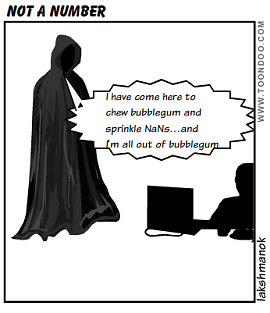 NOT A NUMBER
I have come here to
chew bubblegum and
sprinkle NaNs...and
I'm all out of bubblegum
WWW.TOONDOO.COM
lakshmanok